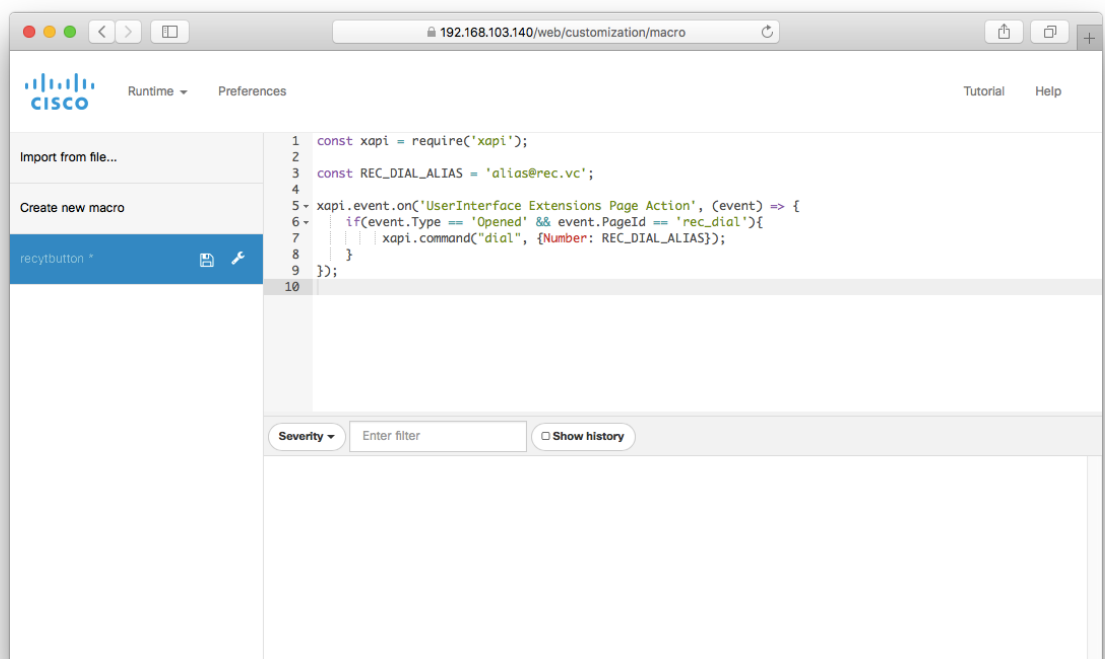 192.168.103.140/web/customization/macro
CISCO
Runtime
Preferences
Tutorial
Help
Import from file...
Create new macro
recytbutton *
1 const xapi = require('xapi');
2
3 const REC_DIAL_ALIAS = 'alias@rec.vc';
4
5 xapi.event.on('UserInterface Extensions Page Action', (event) => {
6 if(event.Type == 'Opened' && event.PageId == 'rec_dial'){
7 xapi.command("dial", {Number: REC_DIAL_ALIAS});
8 }
9 });
10
Severity
Enter filter
Show history